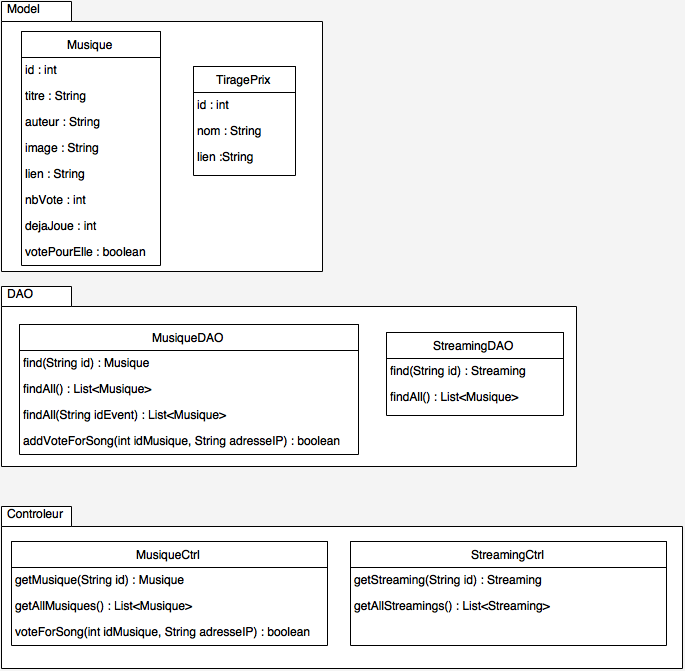 Model
Musique
id : int
titre : String
auteur : String
image : String
lien : String
nbVote : int
dejaJoue : int
votePourElle : boolean
TiragePrix
id : int
nom : String
lien :String
DAO
MusiqueDAO
find(String id) : Musique
findAll() : List<Musique>
findAll(String idEvent) : List<Musique>
addVoteForSong(int idMusique, String adresseIP) : boolean
StreamingDAO
find(String id) : Streaming
findAll() : List<Musique>
Controleur
MusiqueCtrl
getMusique(String id) : Musique
getAllMusiques() : List<Musique>
voteForSong(int idMusique, String adresseIP) : boolean
StreamingCtrl
getStreaming(String id) : Streaming
getAllStreamings() : List<Streaming>